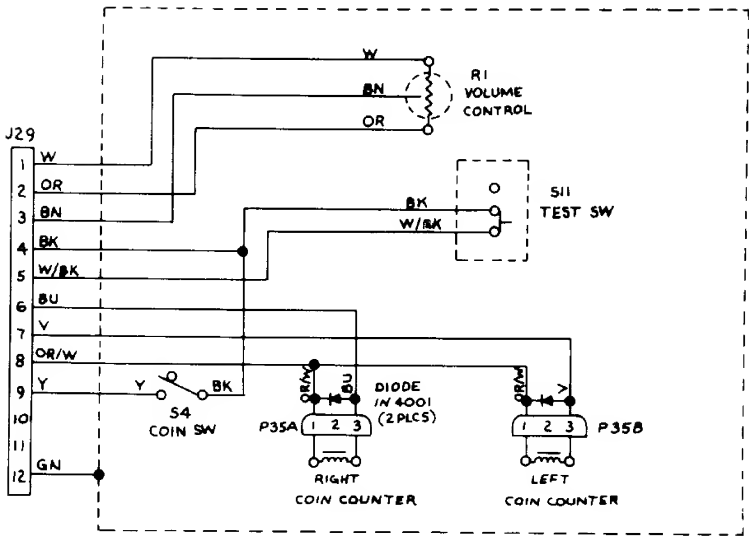 W
R1
VOLUME
CONTROL
BN
OR
J29
1 W
2 OR
3 BN
4 BK
5 W/BK
6 BU
7 V
8 OR/W
9 Y
10
11
12 GN
BK
W/BK
S11
TEST SW
Y
BK
S4
COIN SW
OR/W
BU
DIODE
IN 4001
(2 PLCS)
OR/W
V
P35A
1 2 3
1 2 3
P35B
RIGHT
COIN COUNTER
LEFT
COIN COUNTER